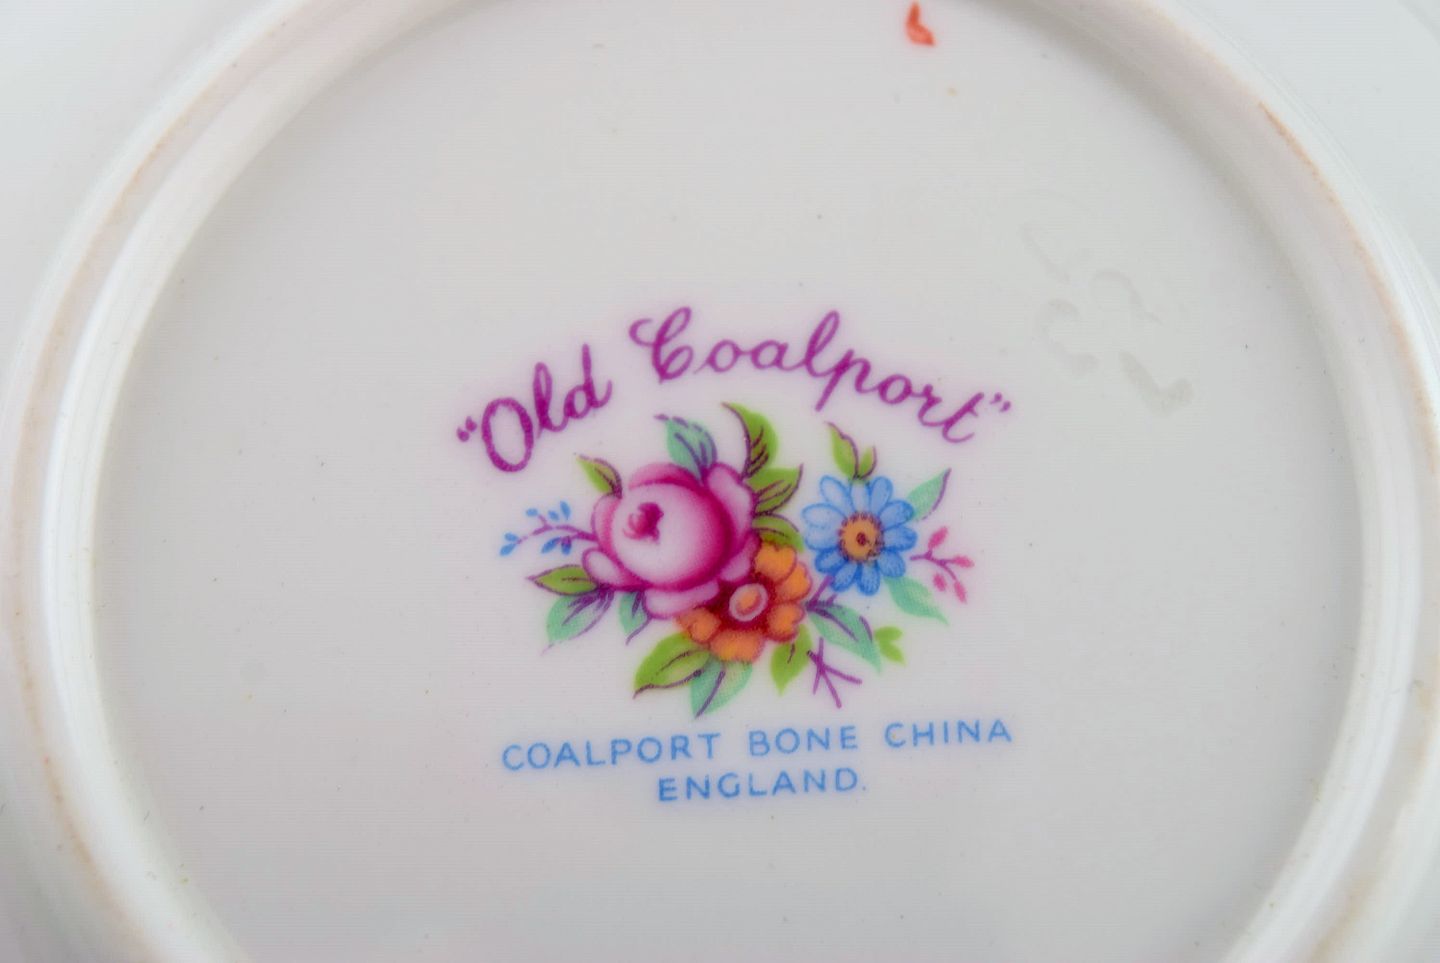 "Old Coalport"
COALPORT BONE CHINA
ENGLAND.